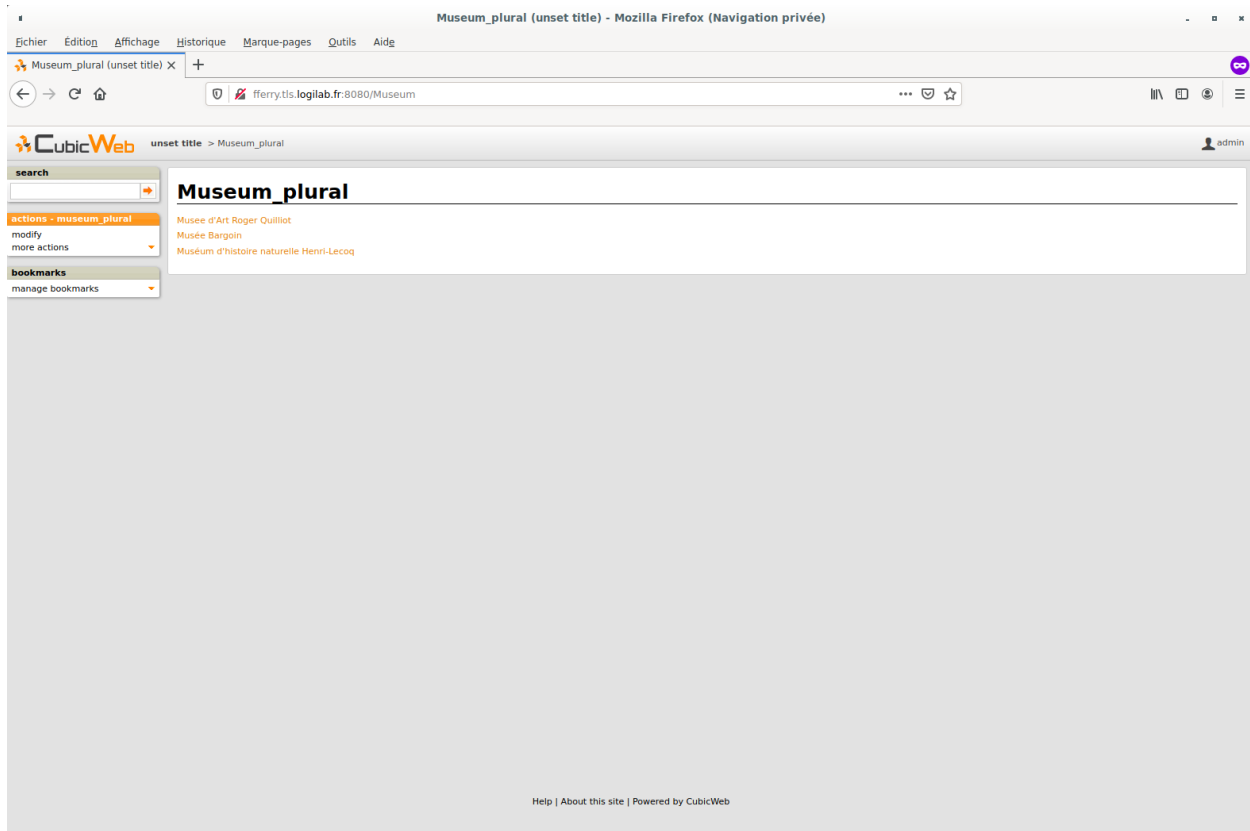 Museum_plural (unset title) - Mozilla Firefox (Navigation privée)
Fichier Édition Affichage Historique Marque-pages Outils Aide
Museum_plural (unset title)
fferry.tls.logilab.fr:8080/Museum
CubicWeb unset title > Museum_plural admin
search
Museum_plural
actions - museum_plural
modify
more actions
bookmarks
manage bookmarks
Musee d'Art Roger Quilliot
Musée Bargoin
Muséum d'histoire naturelle Henri-Lecoq
Help | About this site | Powered by CubicWeb